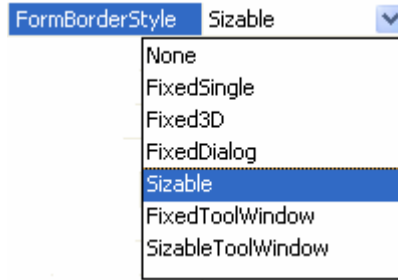 FormBorderStyle Sizable
None
FixedSingle
Fixed3D
FixedDialog
Sizable
FixedToolWindow
SizableToolWindow